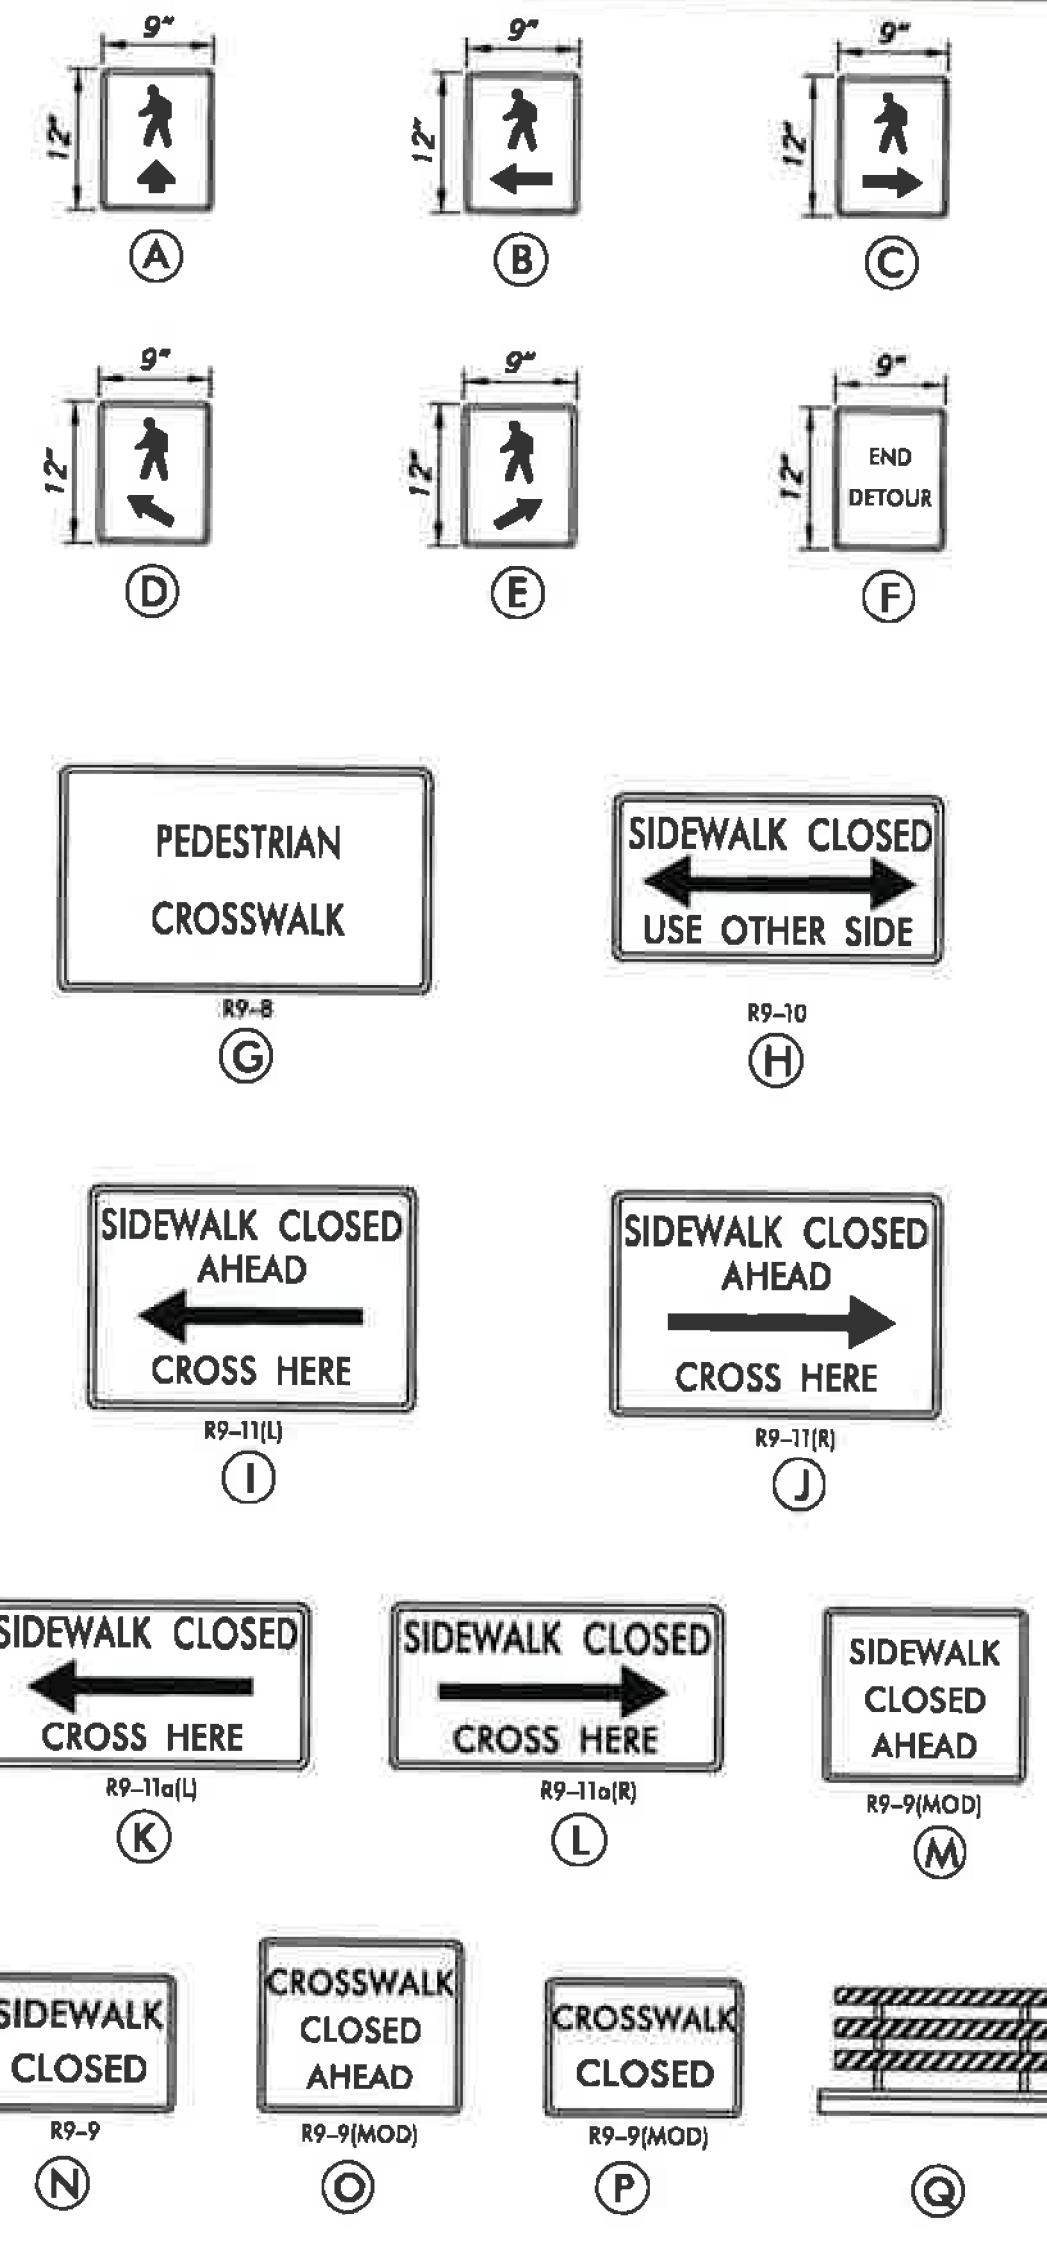 9" 9" 9"
12" 12" 12"
A B C
9" 9" 9"
12" 12" 12"
END
DETOUR
D E F
PEDESTRIAN
CROSSWALK
R9-8
G
SIDEWALK CLOSED
USE OTHER SIDE
R9-10
H
SIDEWALK CLOSED
AHEAD
CROSS HERE
R9-11(L)
I
SIDEWALK CLOSED
AHEAD
CROSS HERE
R9-11(R)
J
SIDEWALK CLOSED
CROSS HERE
R9-11a(L)
K
SIDEWALK CLOSED
CROSS HERE
R9-11a(R)
L
SIDEWALK
CLOSED
AHEAD
R9-9(MOD)
M
SIDEWALK
CLOSED
R9-9
N
CROSSWALK
CLOSED
AHEAD
R9-9(MOD)
O
CROSSWALK
CLOSED
R9-9(MOD)
P
Q